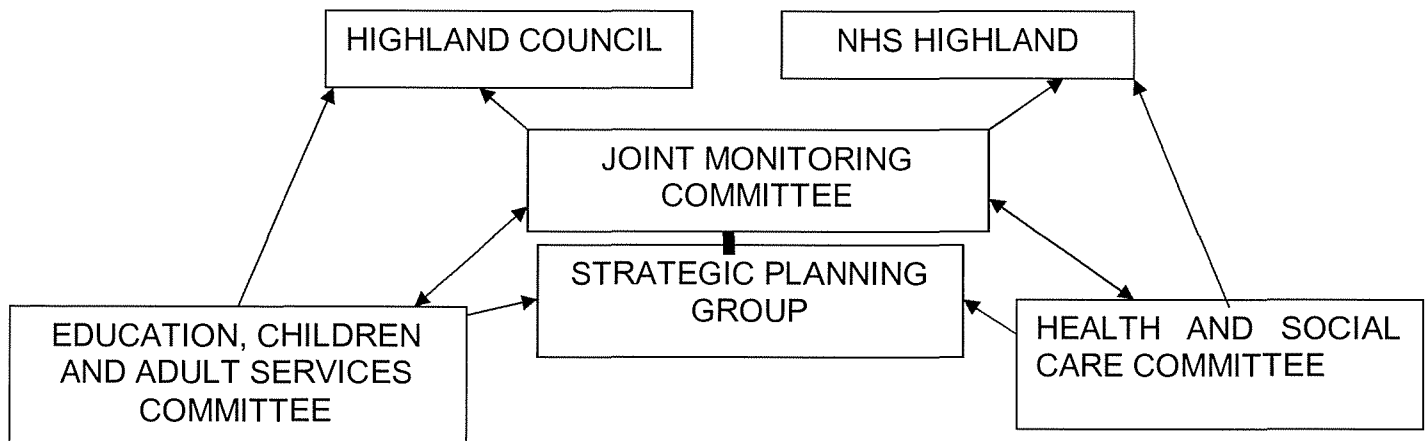 HIGHLAND COUNCIL
NHS HIGHLAND
JOINT MONITORING
COMMITTEE
STRATEGIC PLANNING
GROUP
EDUCATION, CHILDREN
AND ADULT SERVICES
COMMITTEE
HEALTH AND SOCIAL
CARE COMMITTEE